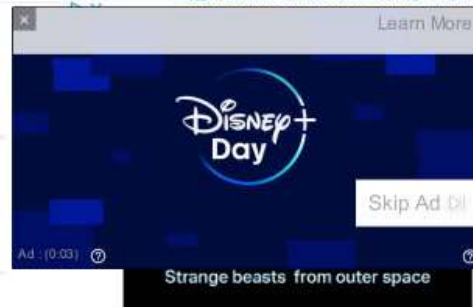 Learn More
Disney+
Day
Skip Ad
Ad : (0:03)
Strange beasts from outer space